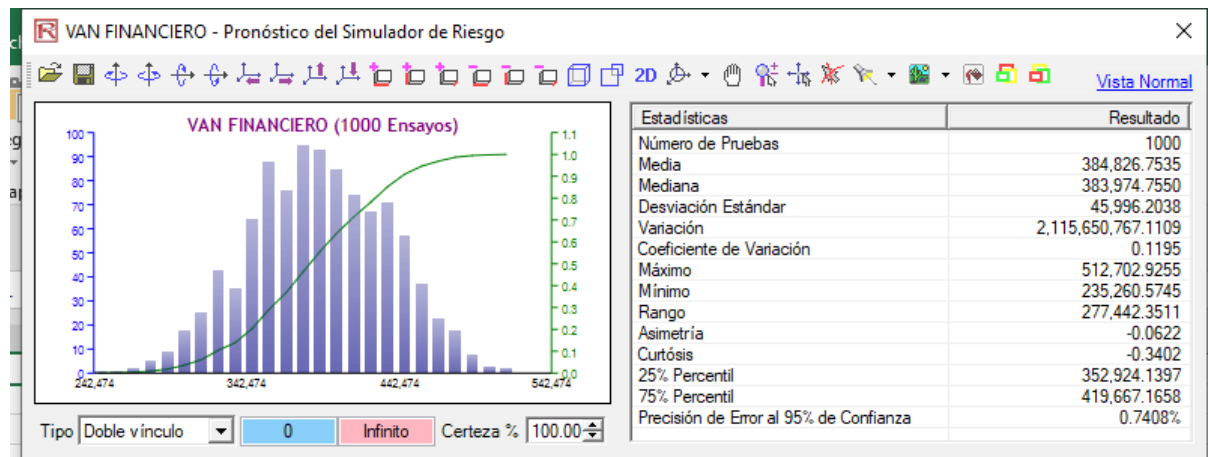 VAN FINANCIERO - Pronóstico del Simulador de Riesgo
2D
Vista Normal
VAN FINANCIERO (1000 Ensayos)
100
90
80
70
60
50
40
30
20
10
0
1.1
1.0
0.9
0.8
0.7
0.6
0.5
0.4
0.3
0.2
0.1
0.0
242,474 342,474 442,474 542,474
Tipo Doble vínculo 0 Infinito Certeza % 100.00
Estadísticas Resultado
Número de Pruebas 1000
Media 384,826.7535
Mediana 383,974.7550
Desviación Estándar 45,996.2038
Variación 2,115,650,767.1109
Coeficiente de Variación 0.1195
Máximo 512,702.9255
Mínimo 235,260.5745
Rango 277,442.3511
Asimetría -0.0622
Curtósis -0.3402
25% Percentil 352,924.1397
75% Percentil 419,667.1658
Precisión de Error al 95% de Confianza 0.7408%